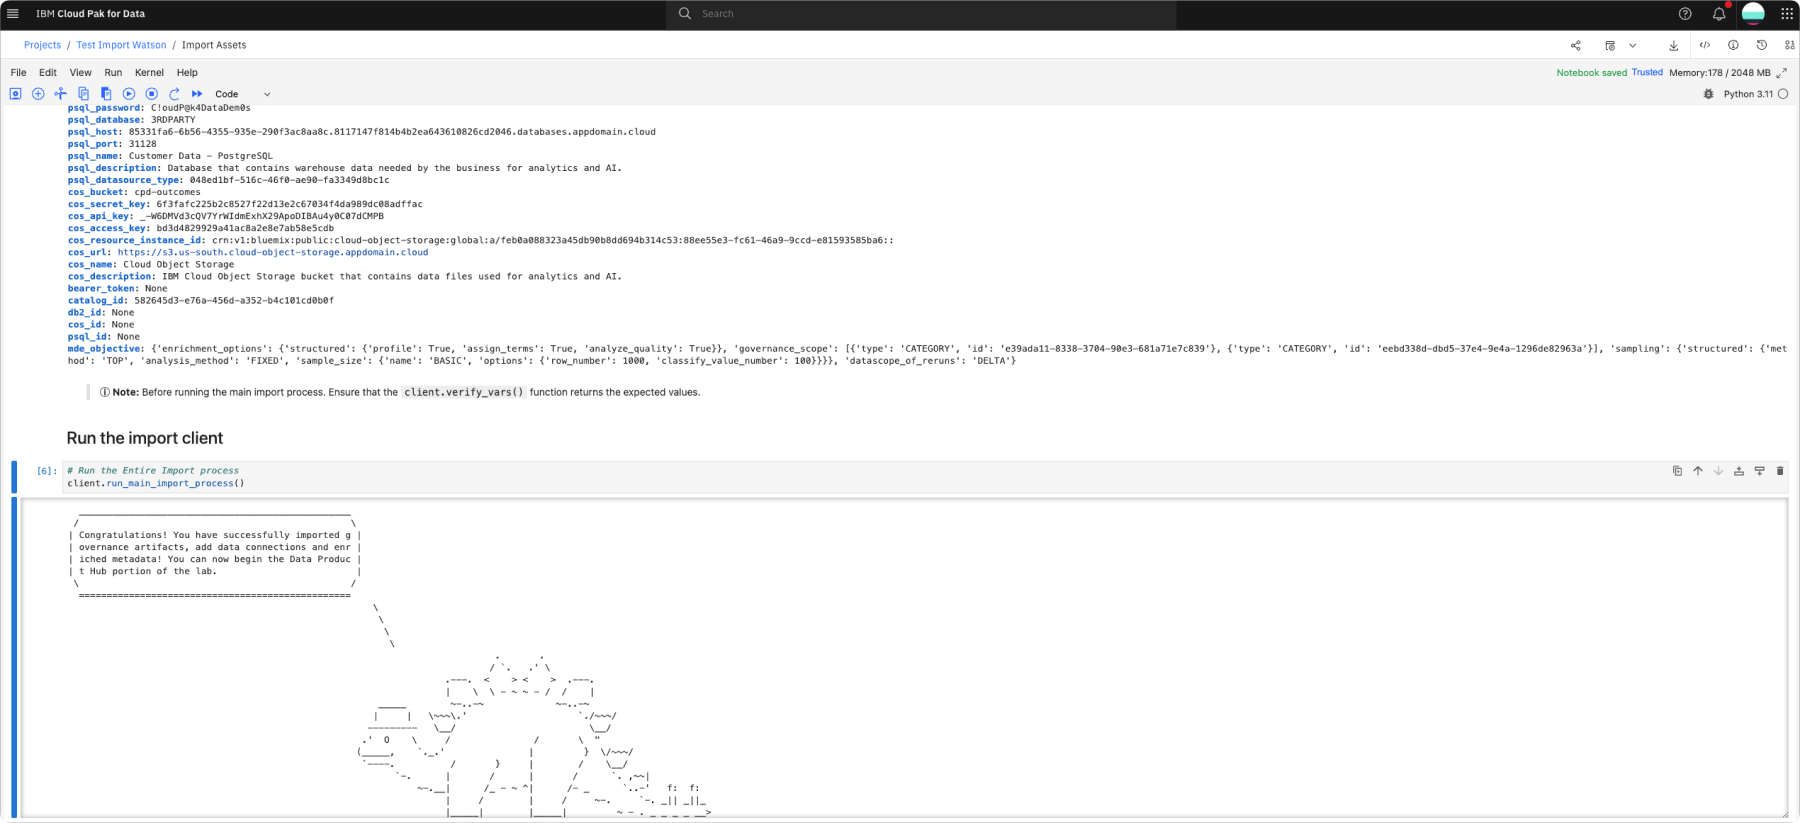 IBM Cloud Pak for Data
Search
Projects / Test Import Watson / Import Assets
File Edit View Run Kernel Help
Notebook saved Trusted Memory:178 / 2048 MB
Code
Python 3.11
psql_password: C!oudP@k4DataDem0s
psql_database: 3RDPARTY
psql_host: 85331fa6-6b56-4355-935e-290f3ac8aa8c.8117147f814b4b2ea643610826cd2046.databases.appdomain.cloud
psql_port: 31128
psql_name: Customer Data – PostgreSQL
psql_description: Database that contains warehouse data needed by the business for analytics and AI.
psql_datasource_type: 048ed1bf-516c-46f0-ae90-fa3349d8bc1c
cos_bucket: cpd-outcomes
cos_secret_key: 6f3fafc225b2c8527f22d13e2c67034f4da989dc08adffac
cos_api_key: _-W6DMVd3cQV7YrWIdmExhX29ApoDIBAu4y0C07dCMPB
cos_access_key: bd3d4829929a41ac8a2e8e7ab58e5cdb
cos_resource_instance_id: crn:v1:bluemix:public:cloud-object-storage:global:a/feb0a088323a45db90b8dd694b314c53:88ee55e3-fc61-46a9-9ccd-e81593585ba6::
cos_url: https://s3.us-south.cloud-object-storage.appdomain.cloud
cos_name: Cloud Object Storage
cos_description: IBM Cloud Object Storage bucket that contains data files used for analytics and AI.
bearer_token: None
catalog_id: 582645d3-e76a-456d-a352-b4c101cd0b0f
db2_id: None
cos_id: None
psql_id: None
mde_objective: {'enrichment_options': {'structured': {'profile': True, 'assign_terms': True, 'analyze_quality': True}}, 'governance_scope': [{'type': 'CATEGORY', 'id': 'e39ada11-8338-3704-90e3-681a71e7c839'}, {'type': 'CATEGORY', 'id': 'eebd338d-dbd5-37e4-9e4a-1296de82963a'}], 'sampling': {'structured': {'met
hod': 'TOP', 'analysis_method': 'FIXED', 'sample_size': {'name': 'BASIC', 'options': {'row_number': 1000, 'classify_value_number': 100}}}}, 'datascope_of_reruns': 'DELTA'}
Note: Before running the main import process. Ensure that the client.verify_vars() function returns the expected values.
Run the import client
[6]: # Run the Entire Import process
client.run_main_import_process()
| Congratulations! You have successfully imported g |
| overnance artifacts, add data connections and enr |
| iched metadata! You can now begin the Data Produc |
| t Hub portion of the lab. |